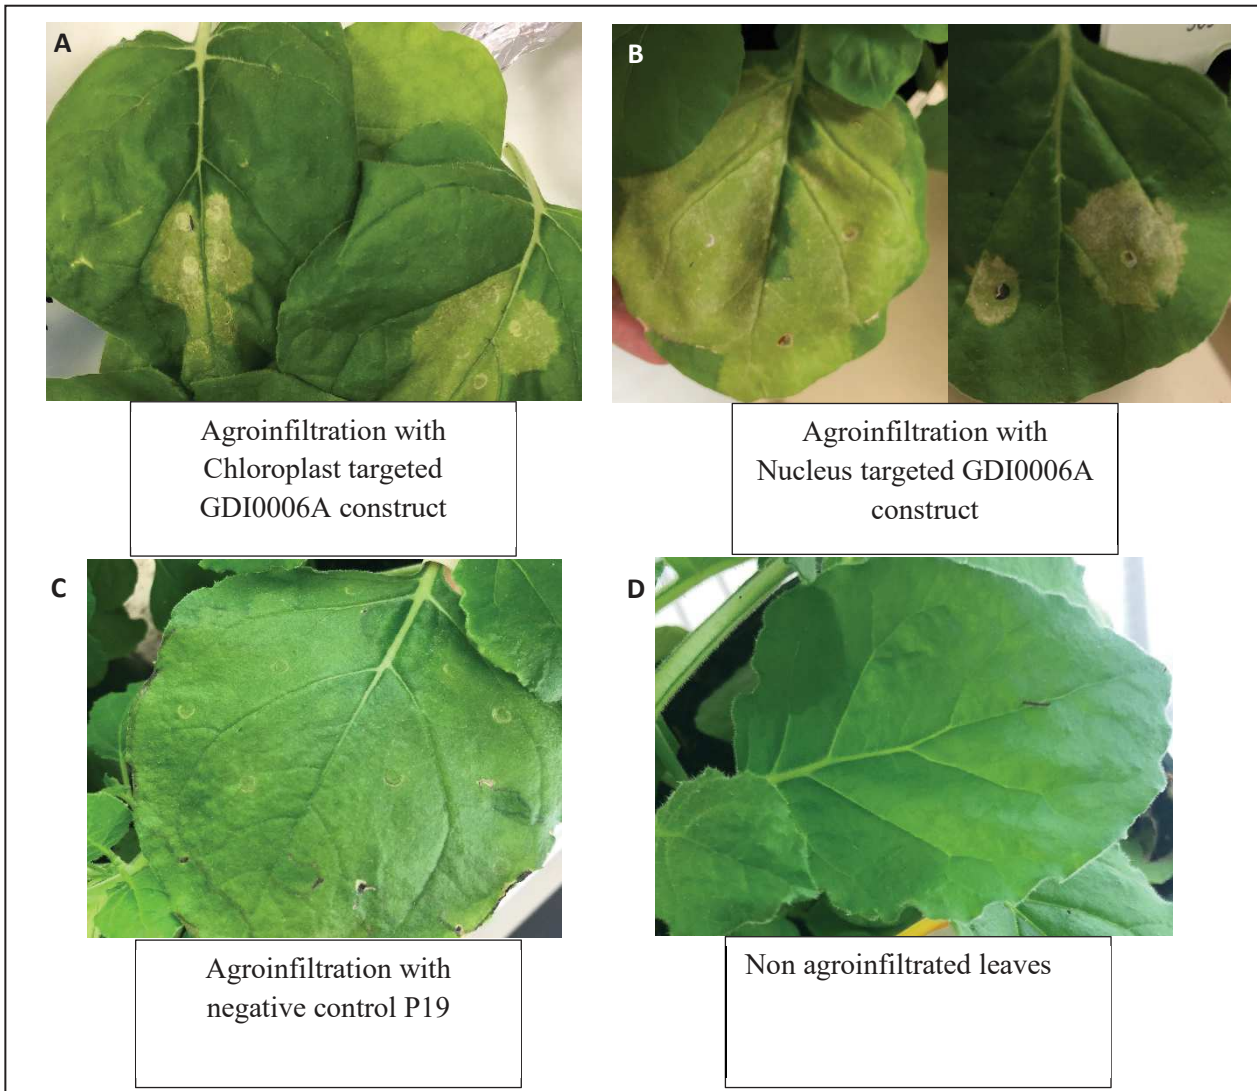 A
B
Agroinfiltration with
Chloroplast targeted
GDI0006A construct
Agroinfiltration with
Nucleus targeted GDI0006A
construct
C
D
Agroinfiltration with
negative control P19
Non agroinfiltrated leaves